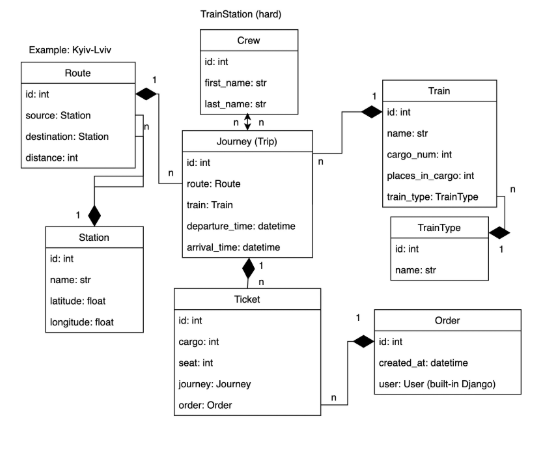 TrainStation (hard)
Crew
id: int
first_name: str
last_name: str
Example: Kyiv-Lviv
Route
id: int
source: Station
destination: Station
distance: int
1
n
n
n
n
1
n
Train
id: int
name: str
cargo_num: int
places_in_cargo: int
train_type: TrainType
n
1
TrainType
id: int
name: str
Journey (Trip)
id: int
route: Route
train: Train
departure_time: datetime
arrival_time: datetime
1
n
1
Station
id: int
name: str
latitude: float
longitude: float
Ticket
id: int
cargo: int
seat: int
journey: Journey
order: Order
n
1
Order
id: int
created_at: datetime
user: User (built-in Django)